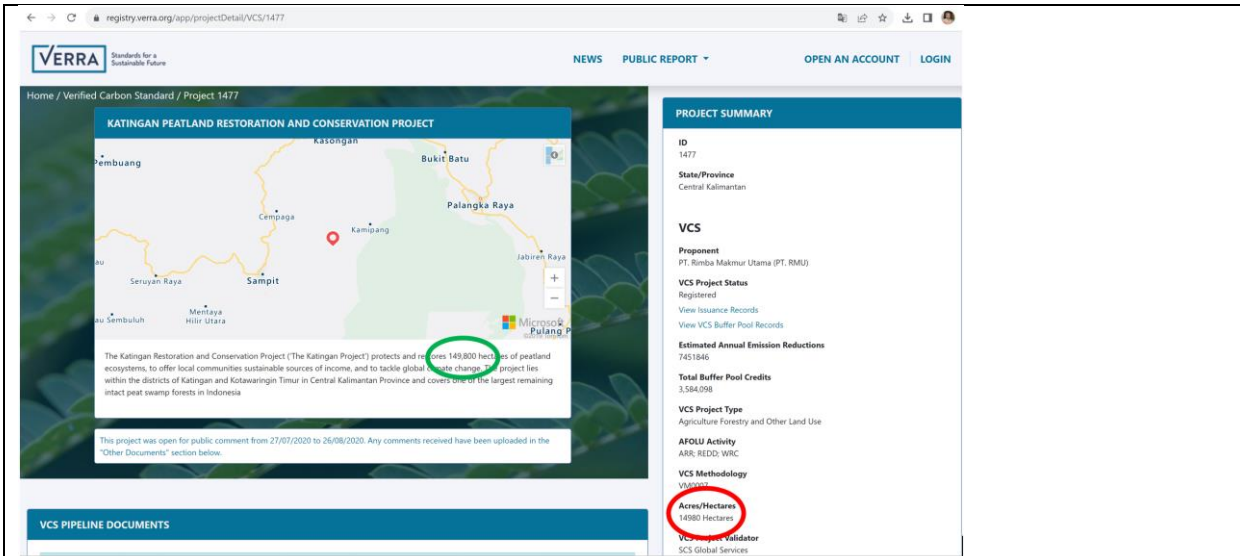 registry.verra.org/app/projectDetail/VCS/1477
VERRA
Standards for a
Sustainable Future
NEWS PUBLIC REPORT OPEN AN ACCOUNT LOGIN
Home / Verified Carbon Standard / Project 1477
KATINGAN PEATLAND RESTORATION AND CONSERVATION PROJECT
Kasongan
Pembuang
Bukit Batu
Palangka Raya
Cempaga
Kamipang
au
Jabiren Raya
Seruyan Raya
Sampit
Mentaya
Hilir Utara
au Sembuluh
Microsoft
Pulang P
The Katingan Restoration and Conservation Project ('The Katingan Project') protects and restores 149,800 hectares of peatland
ecosystems, to offer local communities sustainable sources of income, and to tackle global climate change. The project lies
within the districts of Katingan and Kotawaringin Timur in Central Kalimantan Province and covers one of the largest remaining
intact peat swamp forests in Indonesia
This project was open for public comment from 27/07/2020 to 26/08/2020. Any comments received have been uploaded in the
"Other Documents" section below.
VCS PIPELINE DOCUMENTS
PROJECT SUMMARY
ID
1477
State/Province
Central Kalimantan
VCS
Proponent
PT. Rimba Makmur Utama (PT. RMU)
VCS Project Status
Registered
View Issuance Records
View VCS Buffer Pool Records
Estimated Annual Emission Reductions
7451846
Total Buffer Pool Credits
3,584,098
VCS Project Type
Agriculture Forestry and Other Land Use
AFOLU Activity
ARR; REDD; WRC
VCS Methodology
VM0007
Acres/Hectares
14980 Hectares
VCS Project Validator
SCS Global Services